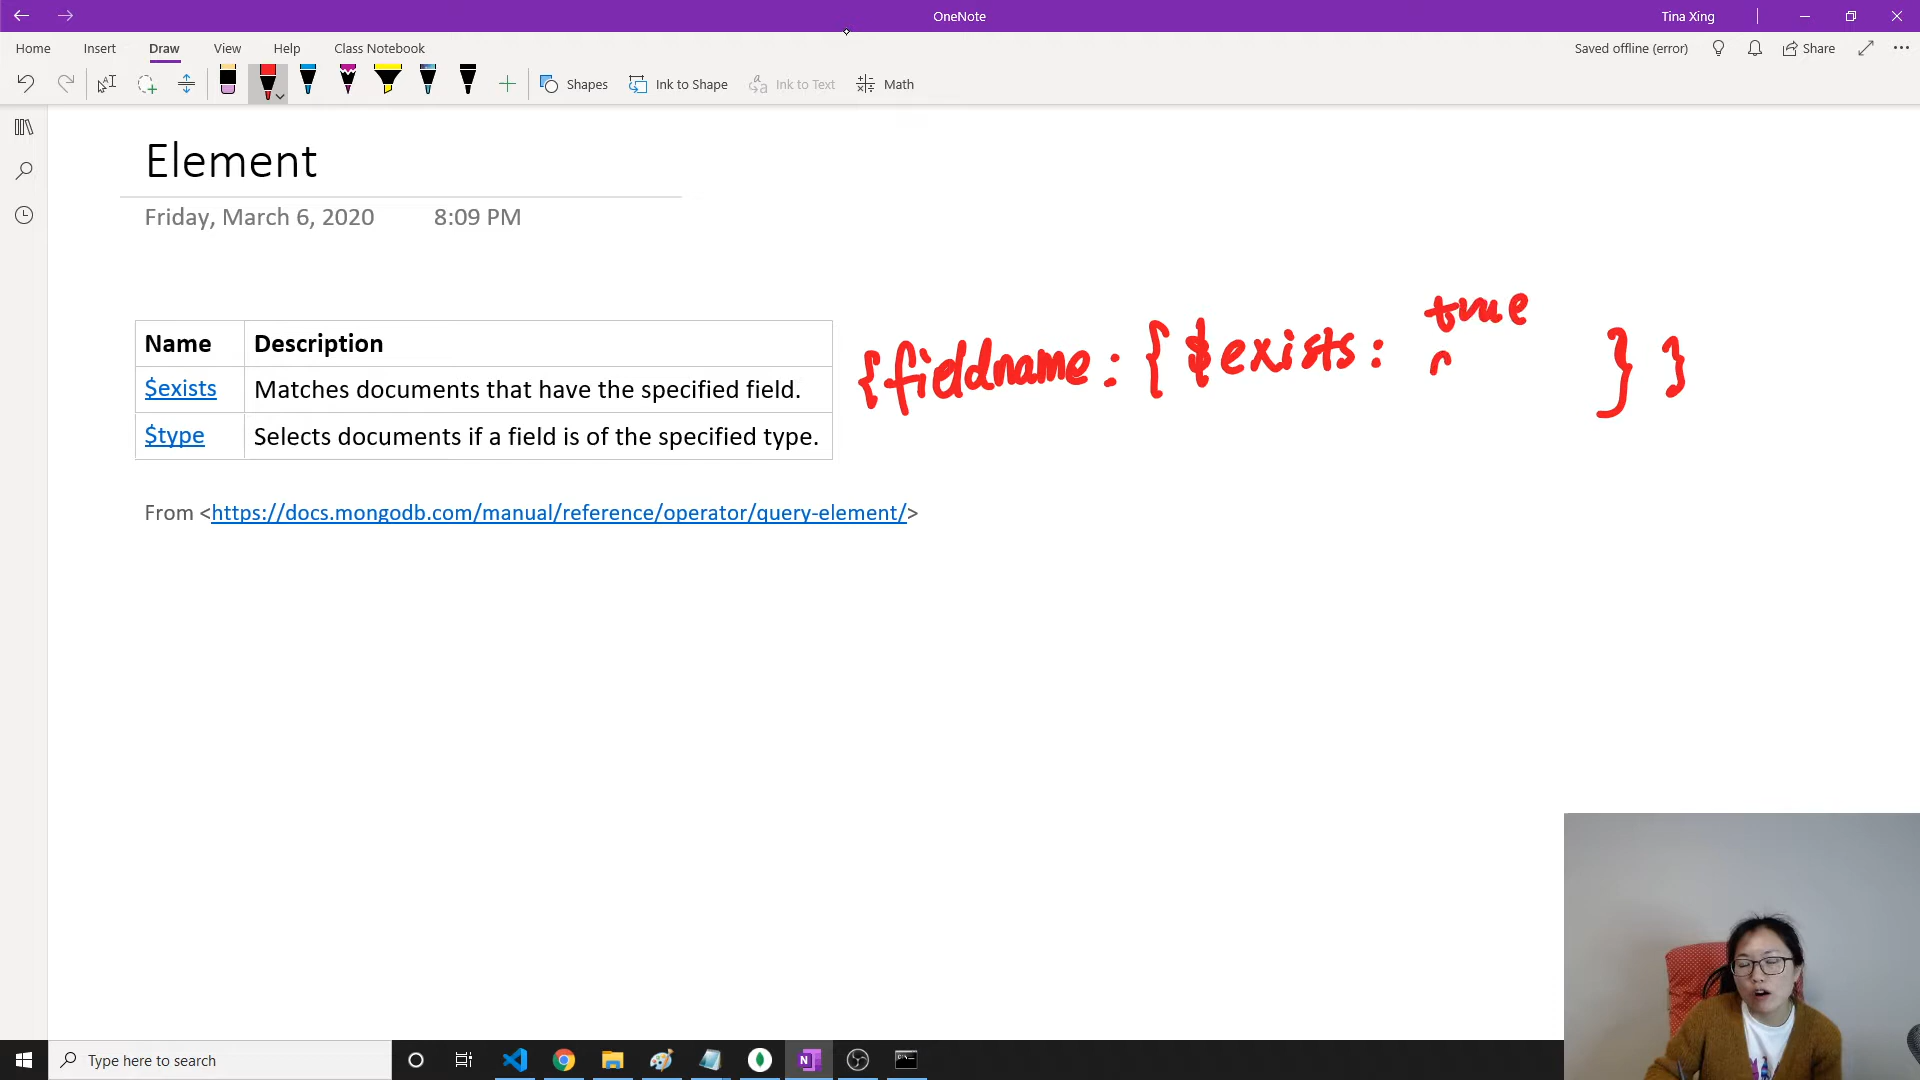 OneNote
Tina Xing
Home Insert Draw View Help Class Notebook
Saved offline (error)
Share
Shapes
Ink to Shape
Ink to Text
Math
Element
Friday, March 6, 2020 8:09 PM
Name Description
$exists Matches documents that have the specified field.
$type Selects documents if a field is of the specified type.
true
{fieldname: { $exists: } }
From <https://docs.mongodb.com/manual/reference/operator/query-element/>
Type here to search